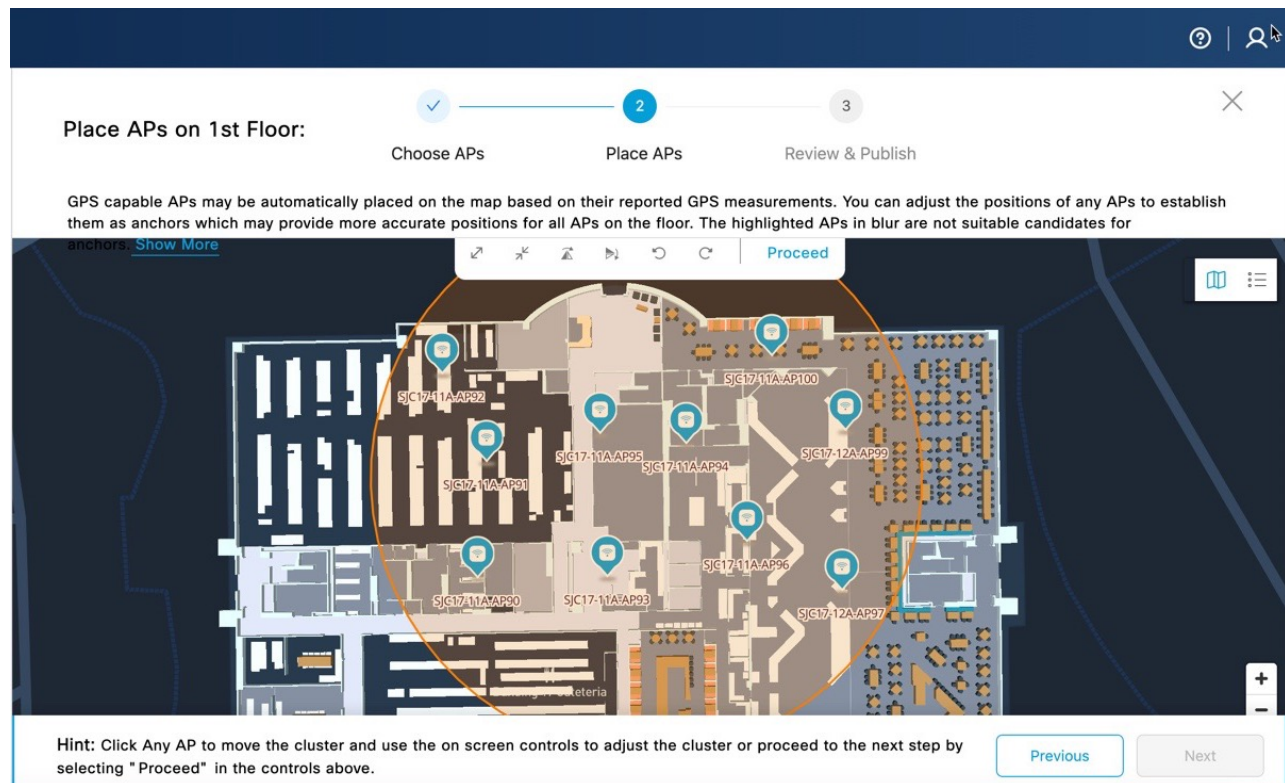 2
3
Place APs on 1st Floor:
Choose APs
Place APs
Review & Publish
GPS capable APs may be automatically placed on the map based on their reported GPS measurements. You can adjust the positions of any APs to establish
them as anchors which may provide more accurate positions for all APs on the floor. The highlighted APs in blur are not suitable candidates for
anchors. Show More
Proceed
SJC17-11A-AP100
SJC17-11A-AP92
SJC17-11A-AP95
SJC17-11A-AP94
SJC17-12A-AP99
SJC17-11A-AP91
SJC17-11A-AP96
SJC17-11A-AP90
SJC17-11A-AP93
SJC17-12A-AP97
+
−
Hint: Click Any AP to move the cluster and use the on screen controls to adjust the cluster or proceed to the next step by
selecting "Proceed" in the controls above.
Previous
Next